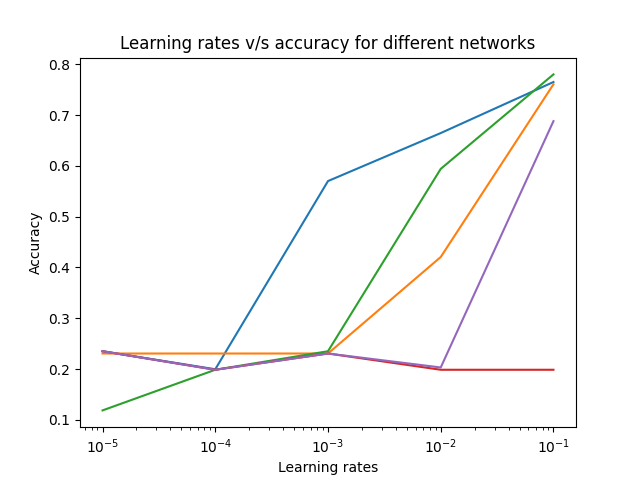 Learning rates v/s accuracy for different networks
0.8
0.7
0.6
0.5
0.4
0.3
0.2
0.1
Accuracy
10⁻⁵ 10⁻⁴ 10⁻³ 10⁻² 10⁻¹
Learning rates